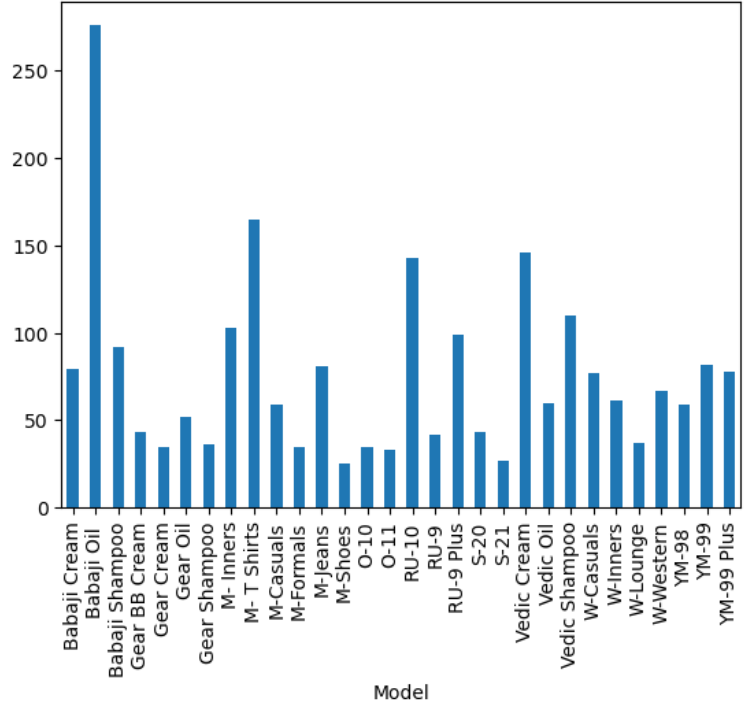 250
200
150
100
50
0
Babaji Cream
Babaji Oil
Babaji Shampoo
Gear BB Cream
Gear Cream
Gear Oil
Gear Shampoo
M- Inners
M- T Shirts
M-Casuals
M-Formals
M-Jeans
M-Shoes
O-10
O-11
RU-10
RU-9
RU-9 Plus
S-20
S-21
Vedic Cream
Vedic Oil
Vedic Shampoo
W-Casuals
W-Inners
W-Lounge
W-Western
YM-98
YM-99
YM-99 Plus
Model